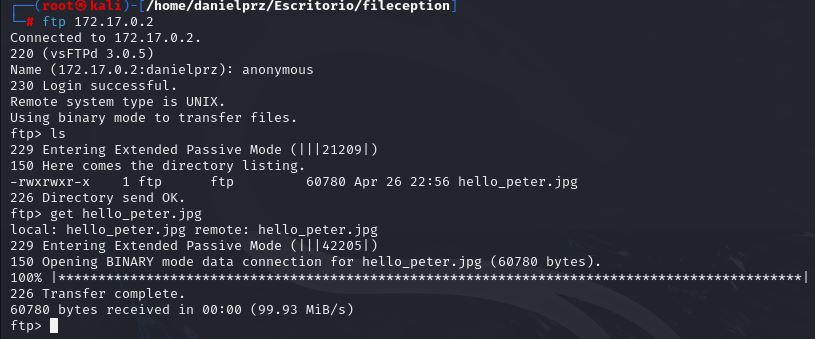 ┌──(root㉿kali)-[/home/danielprz/Escritorio/fileception]
└─# ftp 172.17.0.2
Connected to 172.17.0.2.
220 (vsFTPd 3.0.5)
Name (172.17.0.2:danielprz): anonymous
230 Login successful.
Remote system type is UNIX.
Using binary mode to transfer files.
ftp> ls
229 Entering Extended Passive Mode (|||21209|)
150 Here comes the directory listing.
-rwxrwxr-x    1 ftp      ftp         60780 Apr 26 22:56 hello_peter.jpg
226 Directory send OK.
ftp> get hello_peter.jpg
local: hello_peter.jpg remote: hello_peter.jpg
229 Entering Extended Passive Mode (|||42205|)
150 Opening BINARY mode data connection for hello_peter.jpg (60780 bytes).
100% |*********************************************************************************************|
226 Transfer complete.
60780 bytes received in 00:00 (99.93 MiB/s)
ftp>